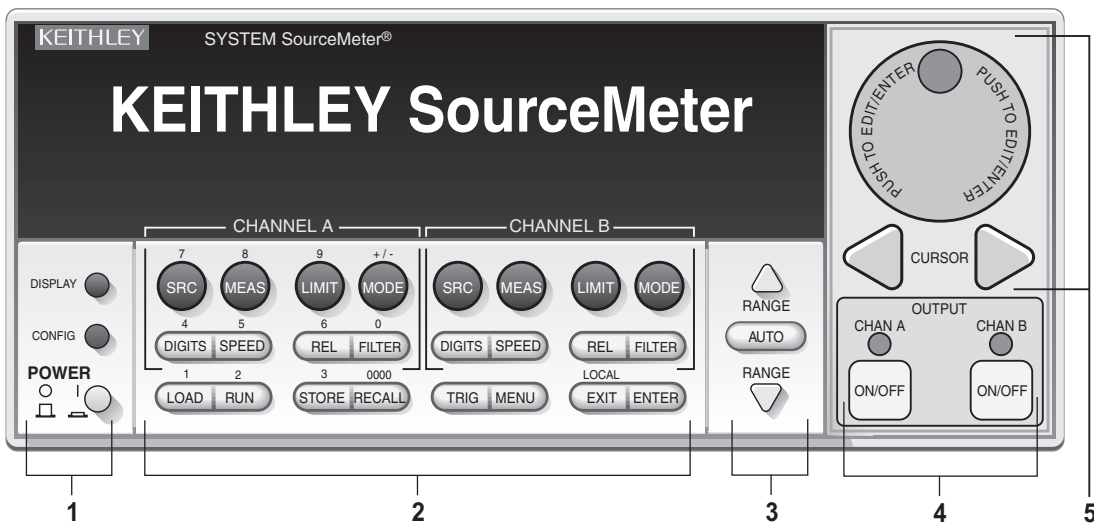 KEITHLEY SYSTEM SourceMeter®
KEITHLEY SourceMeter
PUSH TO EDIT/ENTER PUSH TO EDIT/ENTER
CURSOR
CHANNEL A CHANNEL B
7 8 9 +/-
DISPLAY SRC MEAS LIMIT MODE SRC MEAS LIMIT MODE
RANGE
4 5 6 0
CONFIG DIGITS SPEED REL FILTER DIGITS SPEED REL FILTER
AUTO
OUTPUT
CHAN A CHAN B
POWER
1 2 3 0000 LOCAL
RANGE
LOAD RUN STORE RECALL TRIG MENU EXIT ENTER
ON/OFF ON/OFF
1 2 3 4 5